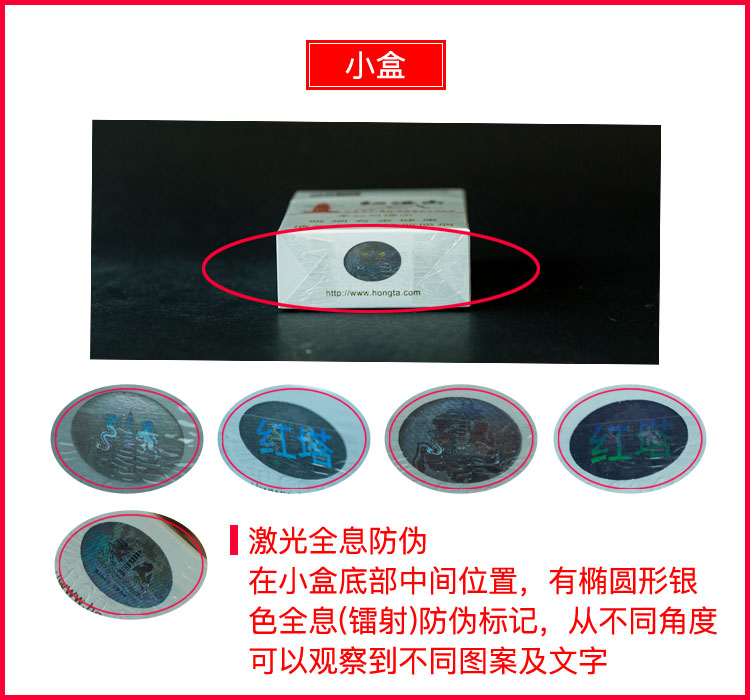 小盒
http://www.hongta.com
红塔
红塔
激光全息防伪
在小盒底部中间位置，有椭圆形银
色全息(镭射)防伪标记，从不同角度
可以观察到不同图案及文字